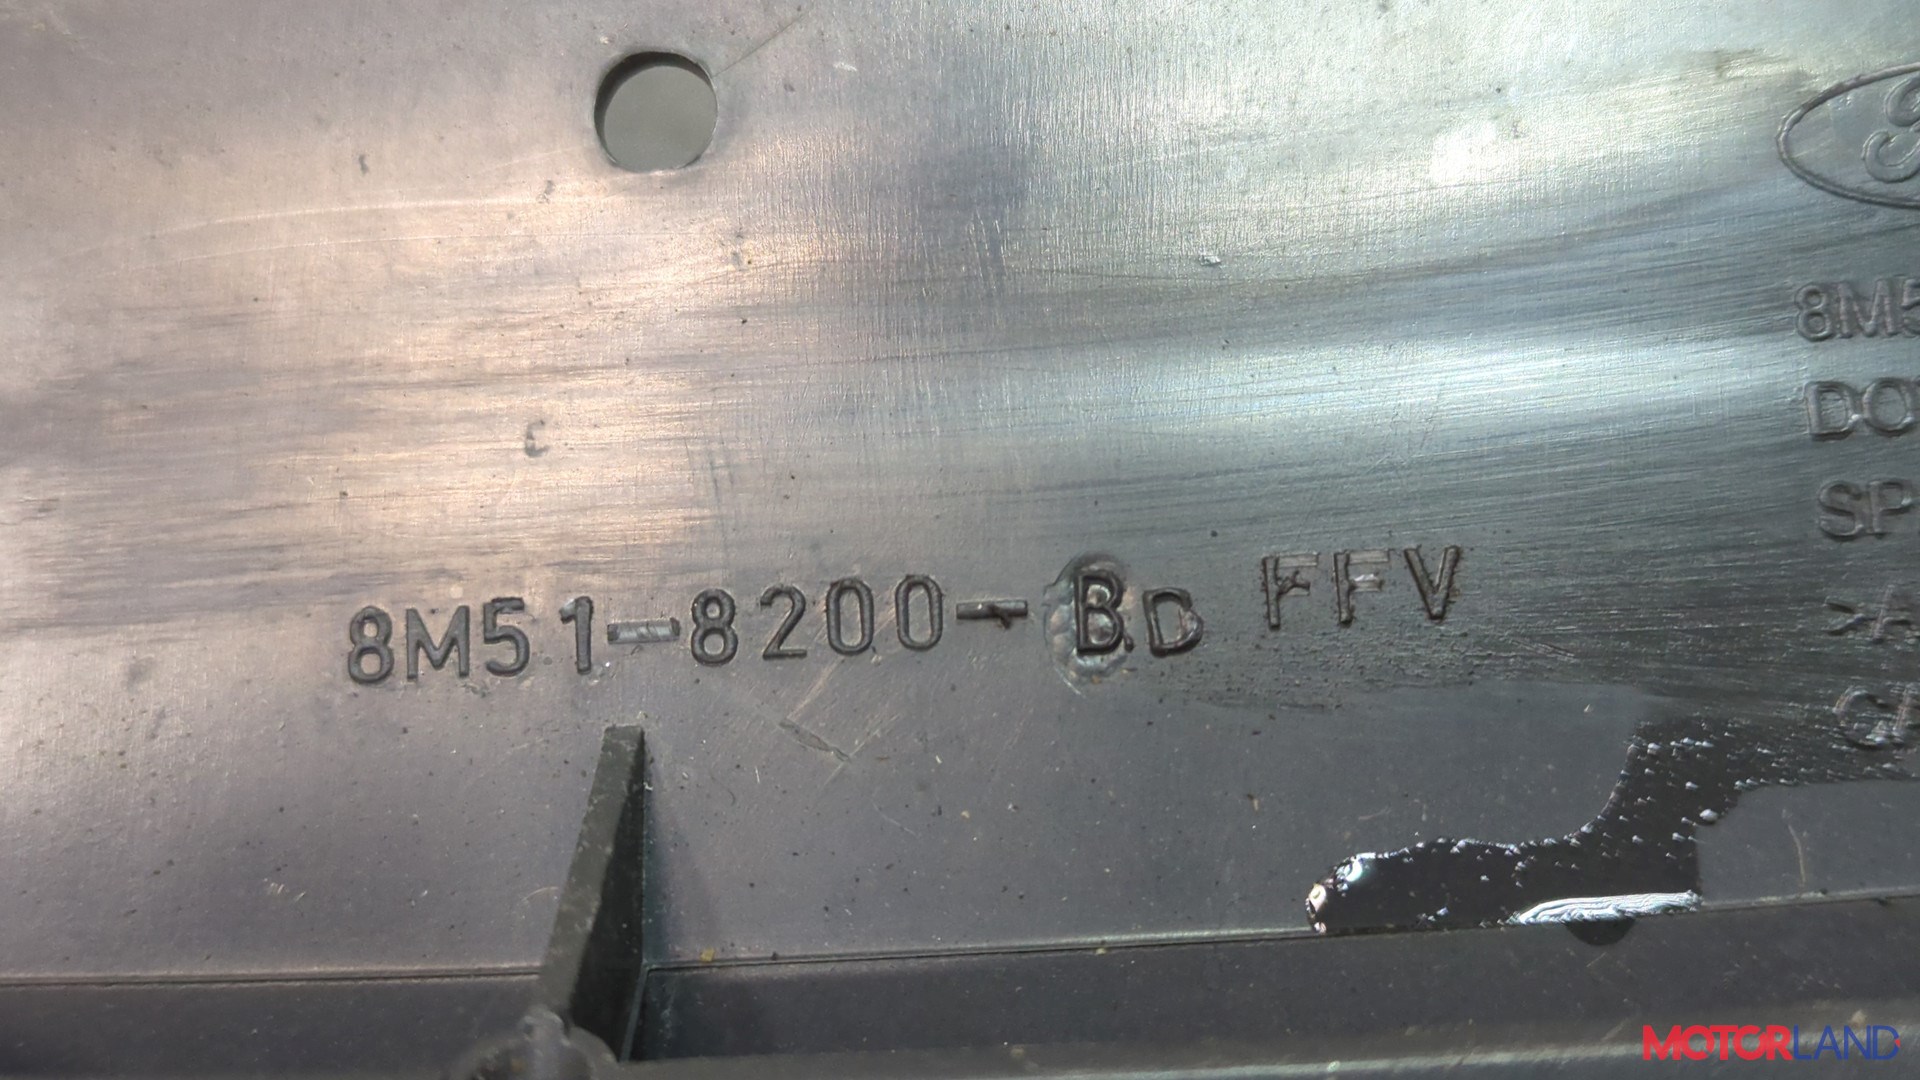 8M5
DO
SP
>A
8M51-8200-BD FFV
MOTORLAND